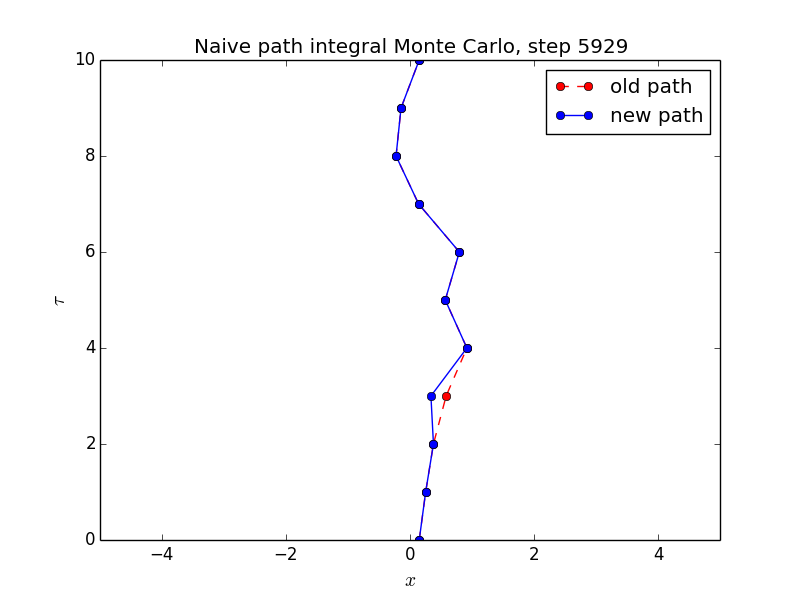 Naive path integral Monte Carlo, step 5929
10
8
6
4
2
0
τ
old path
new path
−4
−2
0
2
4
x